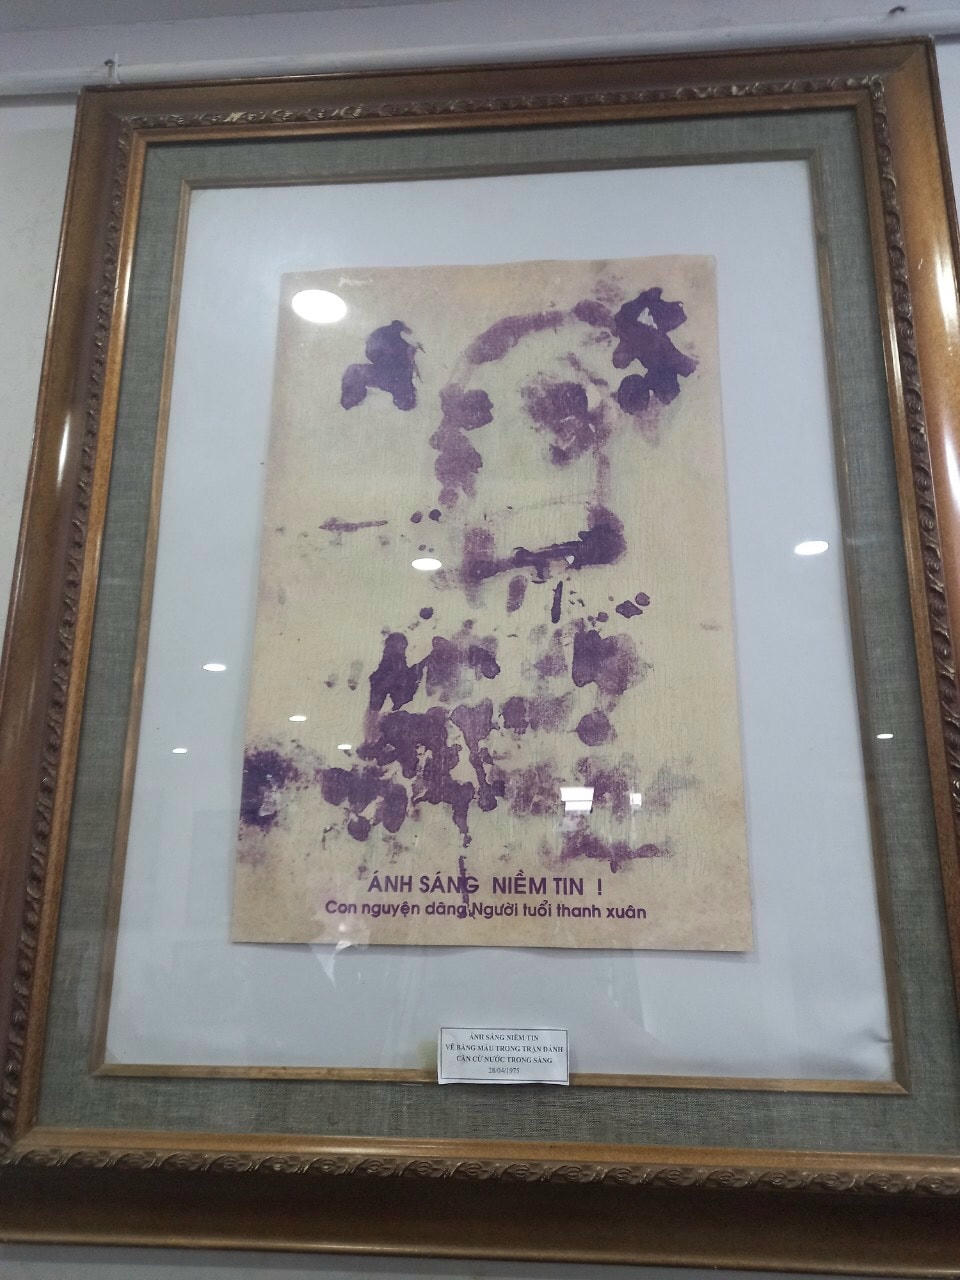 ÁNH SÁNG NIỀM TIN !
Con nguyện dâng Người tuổi thanh xuân
ÁNH SÁNG NIỀM TIN
VẼ BẰNG MÁU TRONG TRẬN ĐÁNH
CĂN CỨ NƯỚC TRONG SÁNG
28/04/1975